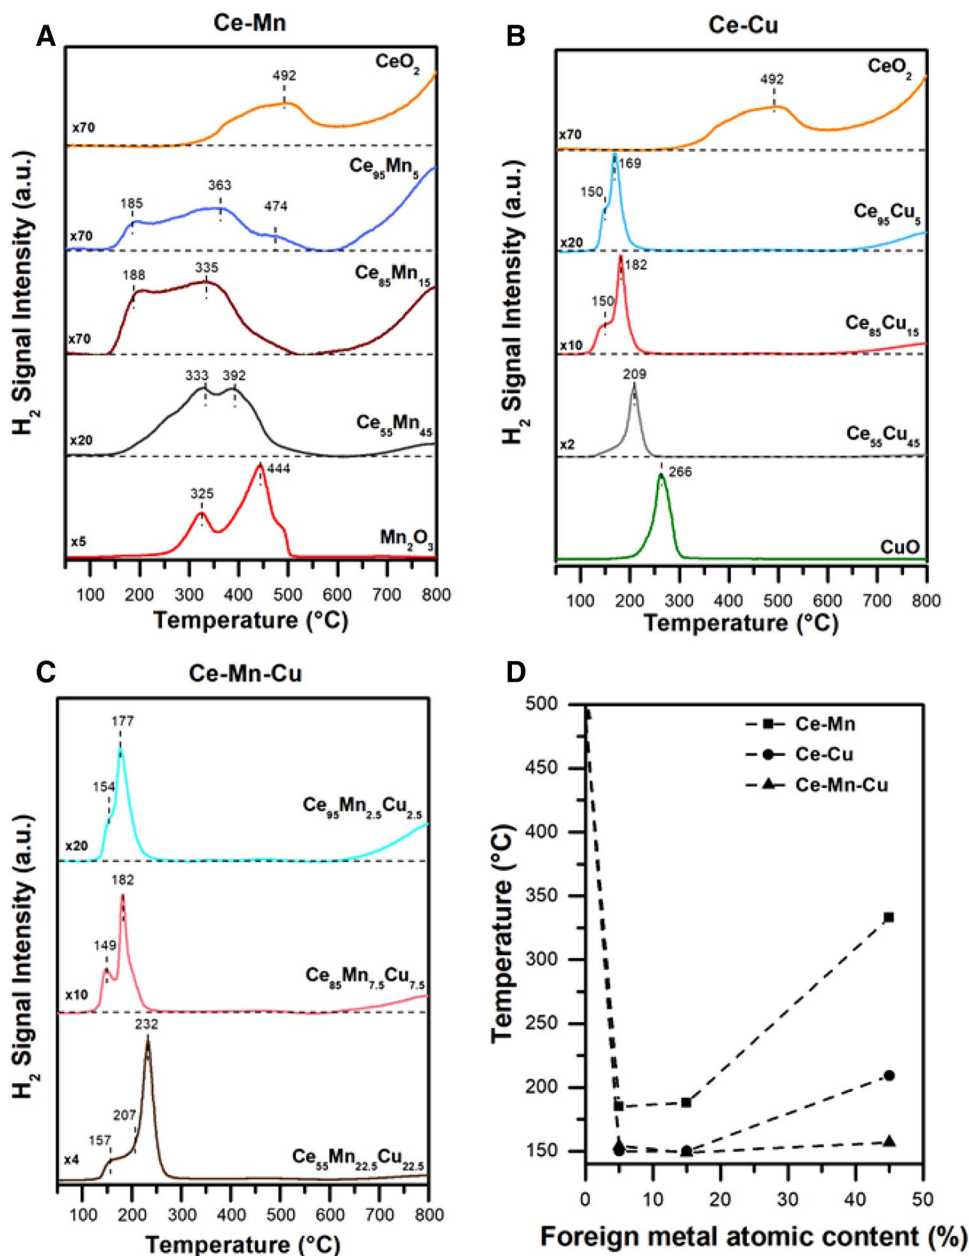 A
Ce-Mn
CeO2
492
x70
Ce95Mn5
363
185
474
x70
Ce85Mn15
335
188
x70
333
392
Ce55Mn45
x20
444
325
x5
Mn2O3
H2 Signal Intensity (a.u.)
100 200 300 400 500 600 700 800
Temperature (°C)
B
Ce-Cu
CeO2
492
x70
169
150
Ce95Cu5
x20
182
150
Ce85Cu15
x10
209
Ce55Cu45
x2
266
CuO
H2 Signal Intensity (a.u.)
100 200 300 400 500 600 700 800
Temperature (°C)
C
Ce-Mn-Cu
177
154
Ce95Mn2.5Cu2.5
x20
182
149
Ce85Mn7.5Cu7.5
x10
232
207
157
x4
Ce55Mn22.5Cu22.5
H2 Signal Intensity (a.u.)
100 200 300 400 500 600 700 800
Temperature (°C)
D
500
450
400
350
300
250
200
150
Temperature (°C)
Ce-Mn
Ce-Cu
Ce-Mn-Cu
0 10 20 30 40 50
Foreign metal atomic content (%)